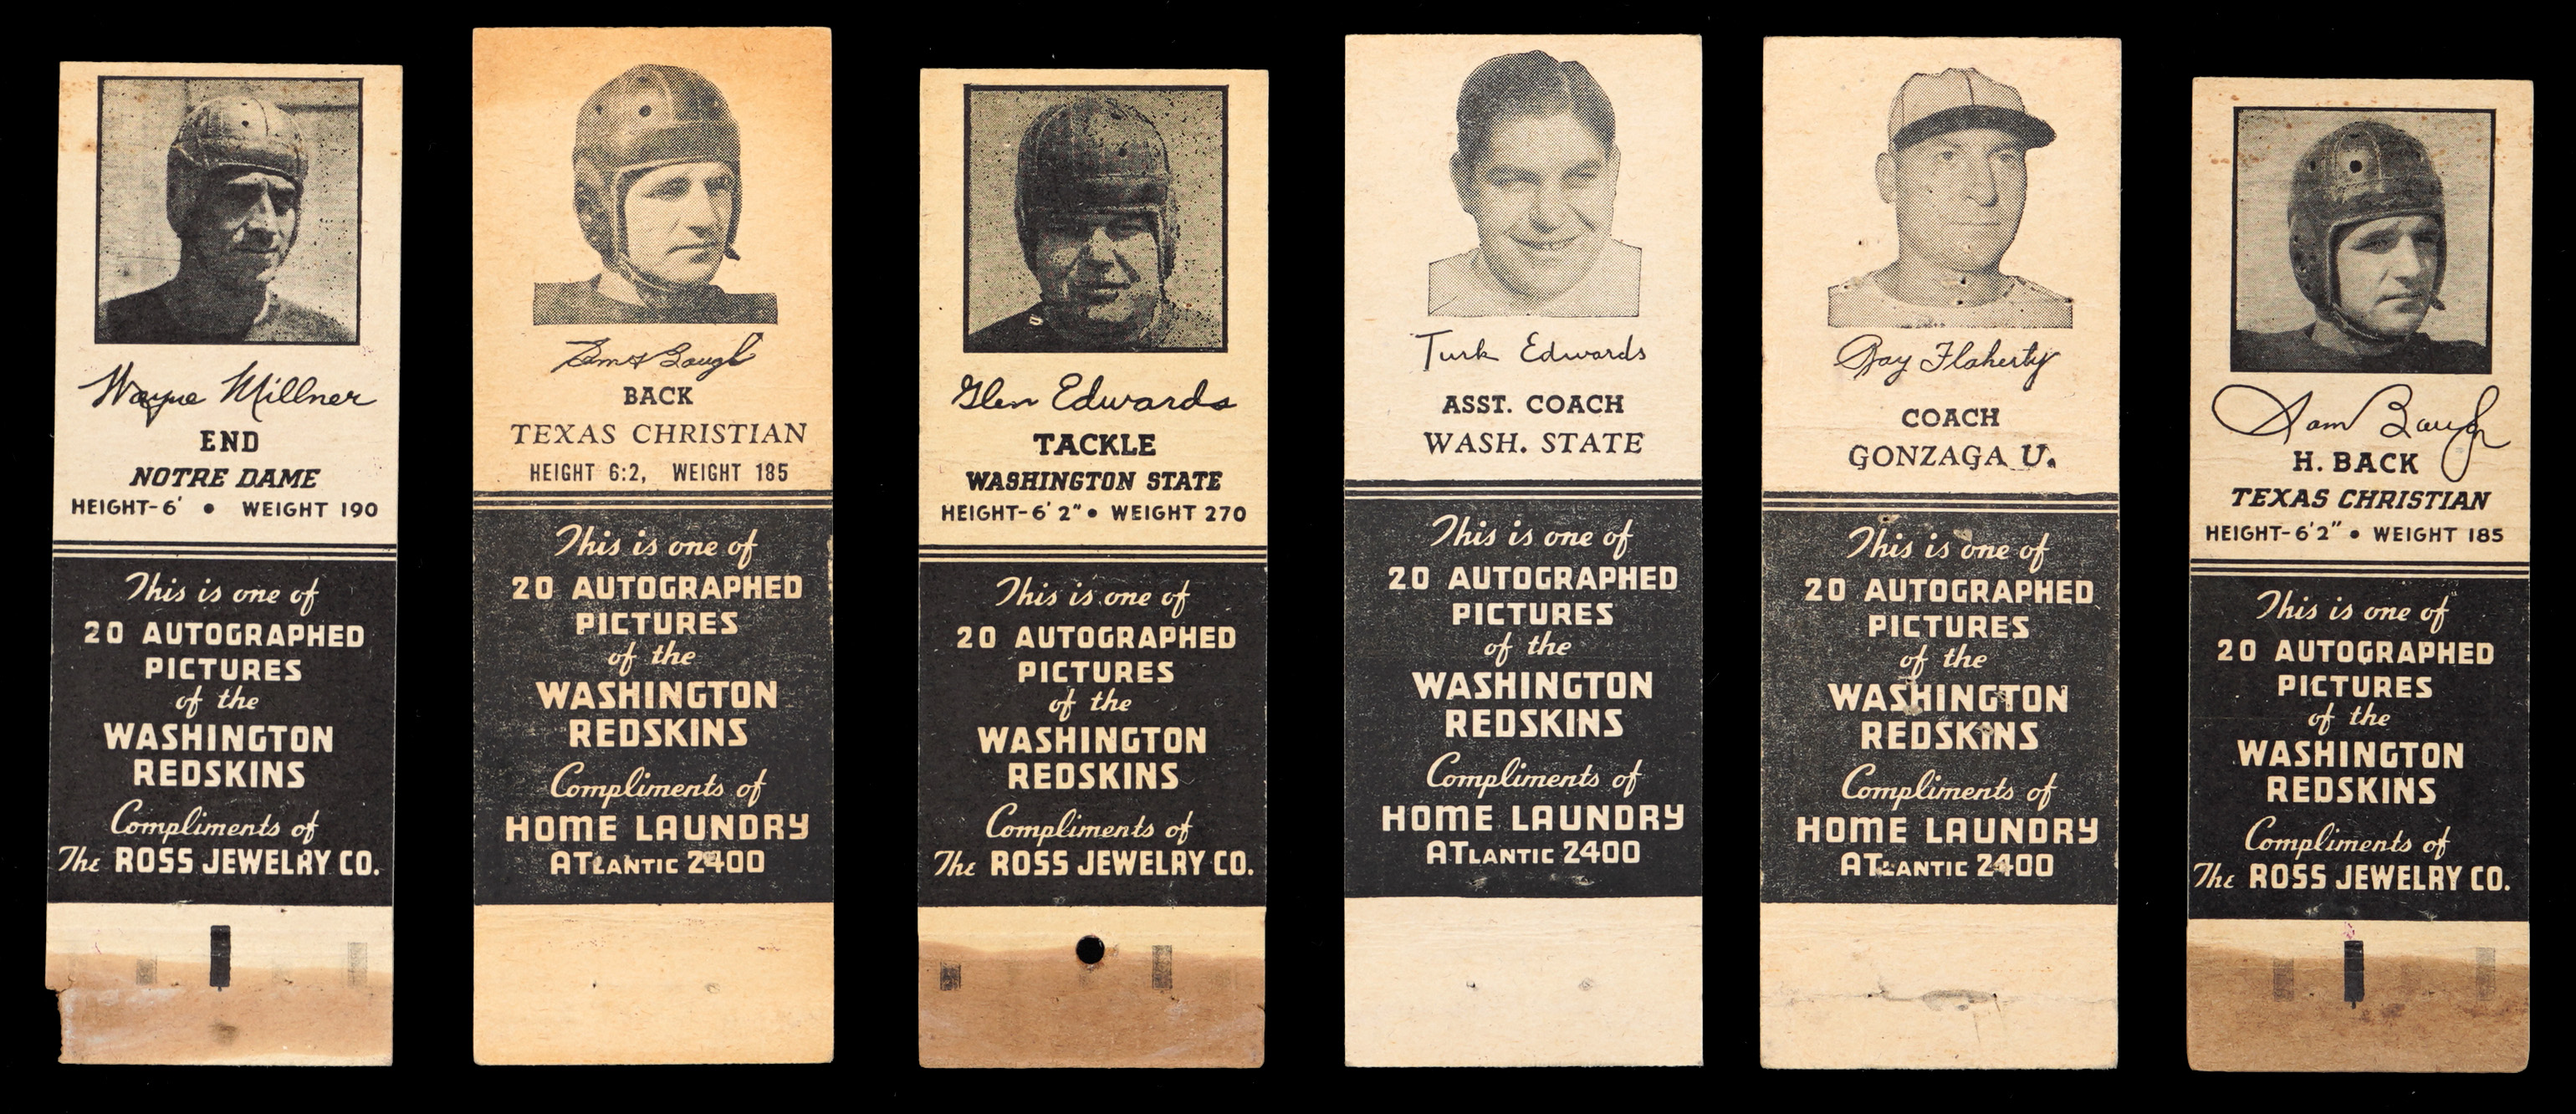 Wayne Millner
END
NOTRE DAME
HEIGHT-6' • WEIGHT 190
This is one of
20 AUTOGRAPHED
PICTURES
of the
WASHINGTON
REDSKINS
Compliments of
The ROSS JEWELRY CO.
Sam Baugh
BACK
TEXAS CHRISTIAN
HEIGHT 6:2, WEIGHT 185
This is one of
20 AUTOGRAPHED
PICTURES
of the
WASHINGTON
REDSKINS
Compliments of
HOME LAUNDRY
ATLANTIC 2400
Glen Edwards
TACKLE
WASHINGTON STATE
HEIGHT-6' 2" • WEIGHT 270
This is one of
20 AUTOGRAPHED
PICTURES
of the
WASHINGTON
REDSKINS
Compliments of
The ROSS JEWELRY CO.
Turk Edwards
ASST. COACH
WASH. STATE
This is one of
20 AUTOGRAPHED
PICTURES
of the
WASHINGTON
REDSKINS
Compliments of
HOME LAUNDRY
ATLANTIC 2400
Ray Flaherty
COACH
GONZAGA U.
This is one of
20 AUTOGRAPHED
PICTURES
of the
WASHINGTON
REDSKINS
Compliments of
HOME LAUNDRY
ATLANTIC 2400
Sam Baugh
H. BACK
TEXAS CHRISTIAN
HEIGHT-6'2" • WEIGHT 185
This is one of
20 AUTOGRAPHED
PICTURES
of the
WASHINGTON
REDSKINS
Compliments of
The ROSS JEWELRY CO.